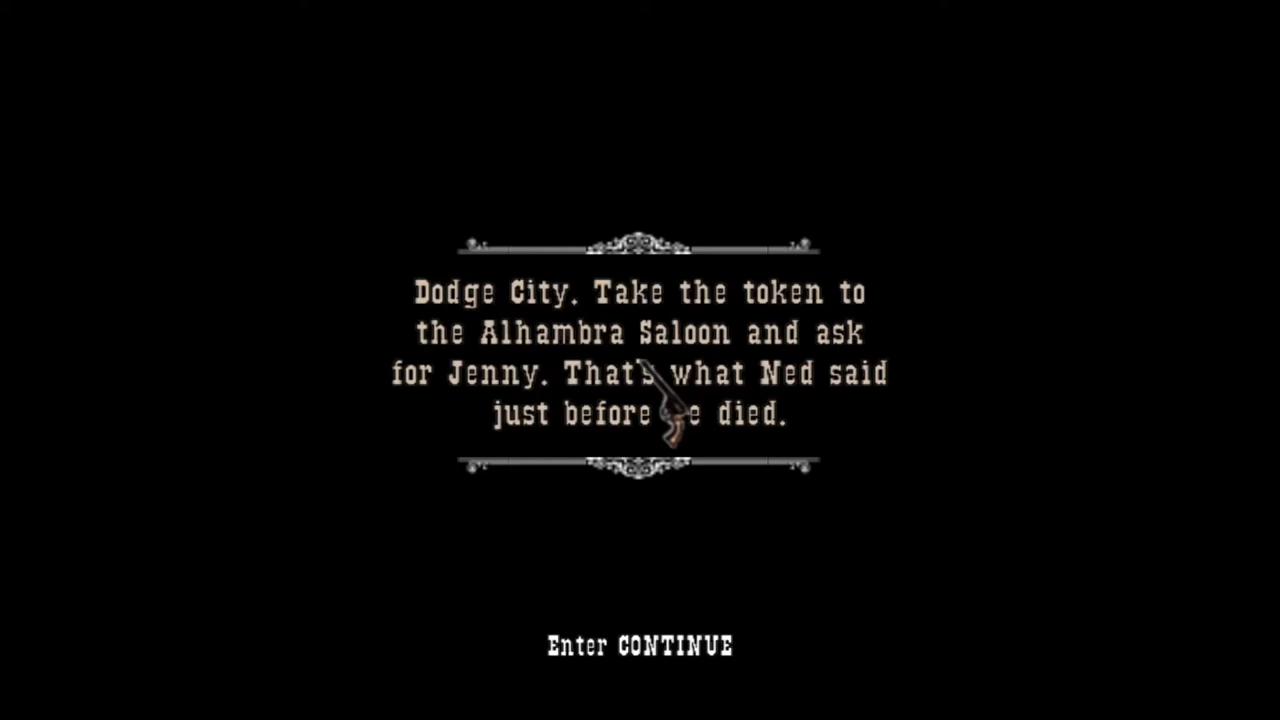 Dodge City. Take the token to
the Alhambra Saloon and ask
for Jenny. That's what Ned said
just before died.
Enter CONTINUE